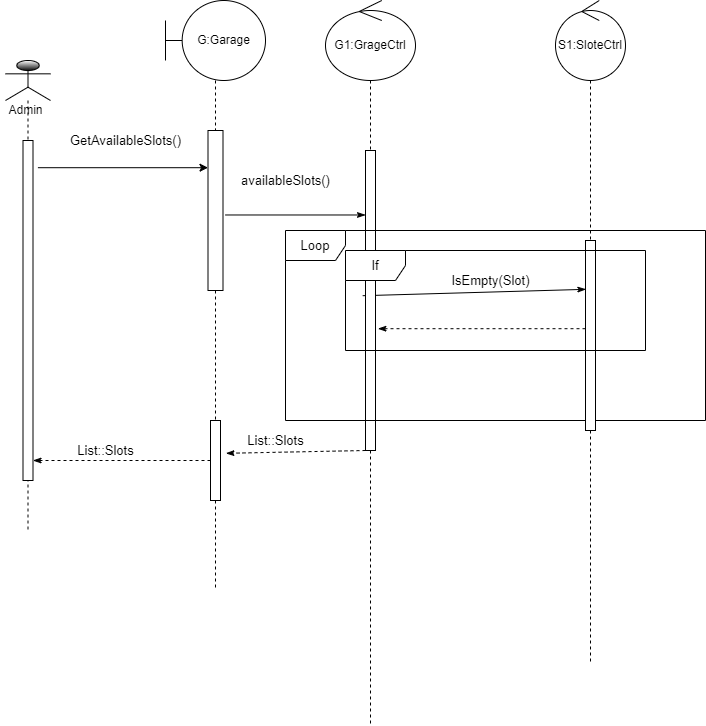 G:Garage
G1:GrageCtrl
S1:SloteCtrl
Admin
GetAvailableSlots()
availableSlots()
Loop
If
IsEmpty(Slot)
List::Slots
List::Slots